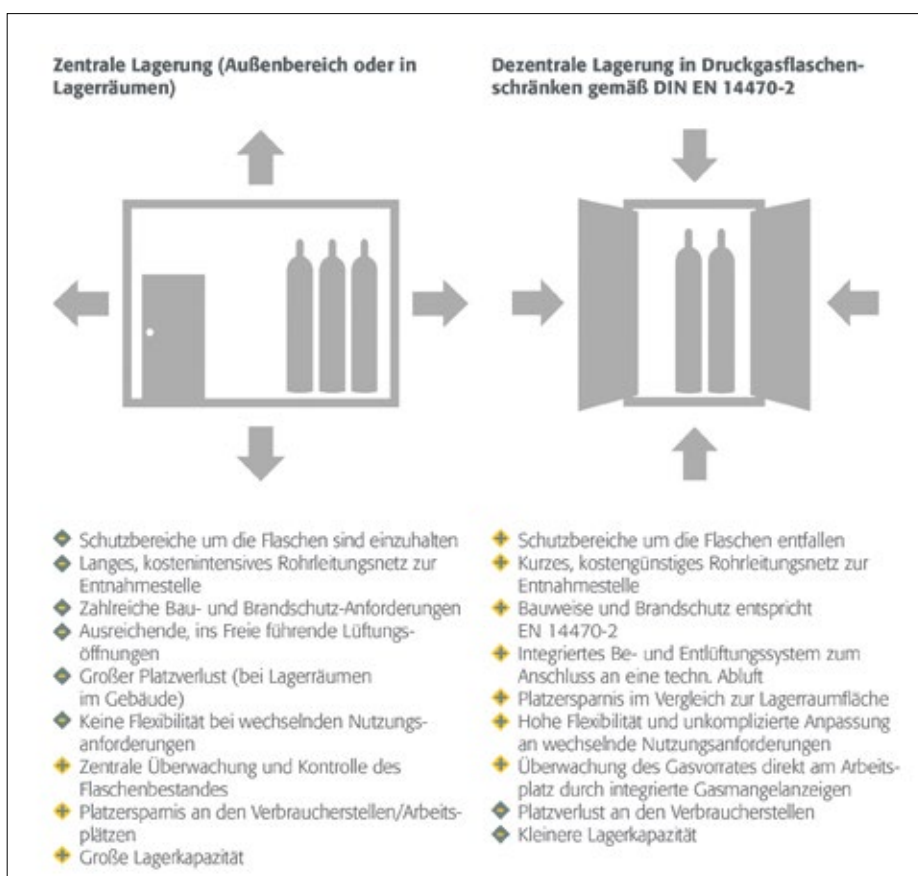 Zentrale Lagerung (Außenbereich oder in
Lagerräumen)
Schutzbereiche um die Flaschen sind einzuhalten
Langes, kostenintensives Rohrleitungsnetz zur
Entnahmestelle
Zahlreiche Bau- und Brandschutz-Anforderungen
Ausreichende, ins Freie führende Lüftungs-
öffnungen
Großer Platzverlust (bei Lagerräumen
im Gebäude)
Keine Flexibilität bei wechselnden Nutzungs-
anforderungen
Zentrale Überwachung und Kontrolle des
Flaschenbestandes
Platzersparnis an den Verbraucherstellen/Arbeits-
plätzen
Große Lagerkapazität
Dezentrale Lagerung in Druckgasflaschen-
schränken gemäß DIN EN 14470-2
Schutzbereiche um die Flaschen entfallen
Kurzes, kostengünstiges Rohrleitungsnetz zur
Entnahmestelle
Bauweise und Brandschutz entspricht
EN 14470-2
Integriertes Be- und Entlüftungssystem zum
Anschluss an eine techn. Abluft
Platzersparnis im Vergleich zur Lagerraumfläche
Hohe Flexibilität und unkomplizierte Anpassung
an wechselnde Nutzungsanforderungen
Überwachung des Gasvorrates direkt am Arbeits-
platz durch integrierte Gasmangelanzeigen
Platzverlust an den Verbraucherstellen
Kleinere Lagerkapazität